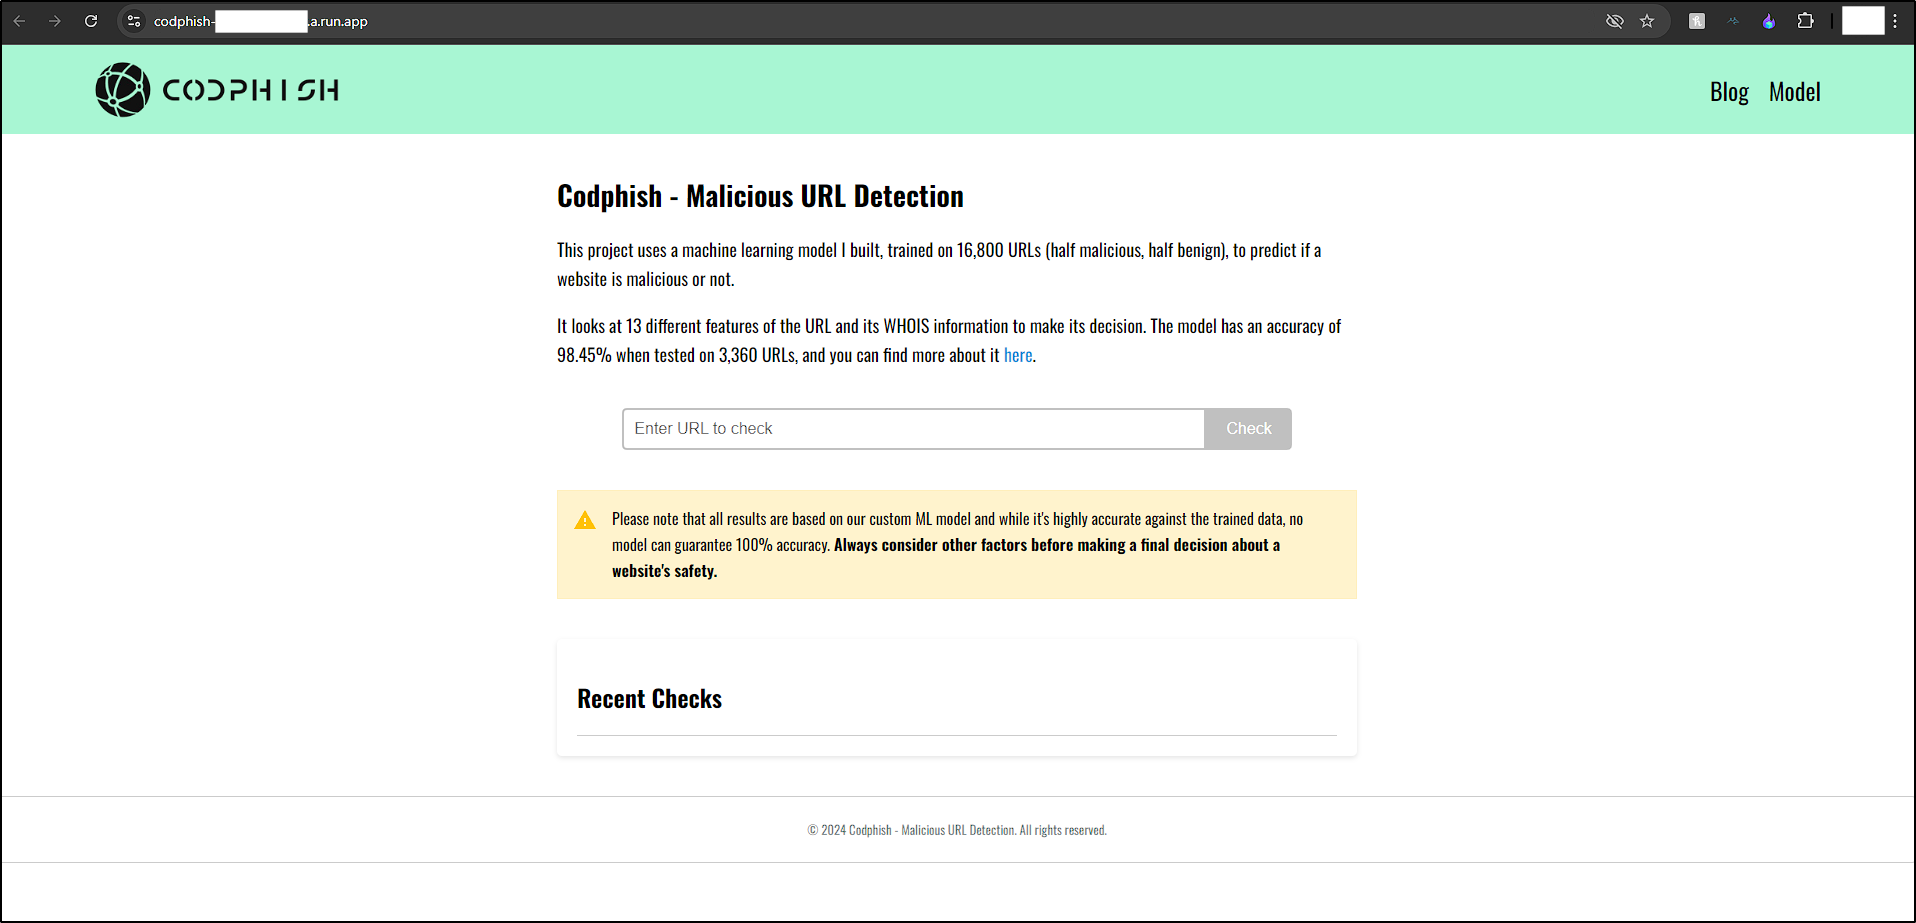 codphish-
.a.run.app
CODPHISH
Blog Model
Codphish - Malicious URL Detection
This project uses a machine learning model I built, trained on 16,800 URLs (half malicious, half benign), to predict if a
website is malicious or not.
It looks at 13 different features of the URL and its WHOIS information to make its decision. The model has an accuracy of
98.45% when tested on 3,360 URLs, and you can find more about it here.
Enter URL to check
Check
Please note that all results are based on our custom ML model and while it's highly accurate against the trained data, no
model can guarantee 100% accuracy. Always consider other factors before making a final decision about a
website's safety.
Recent Checks
© 2024 Codphish - Malicious URL Detection. All rights reserved.